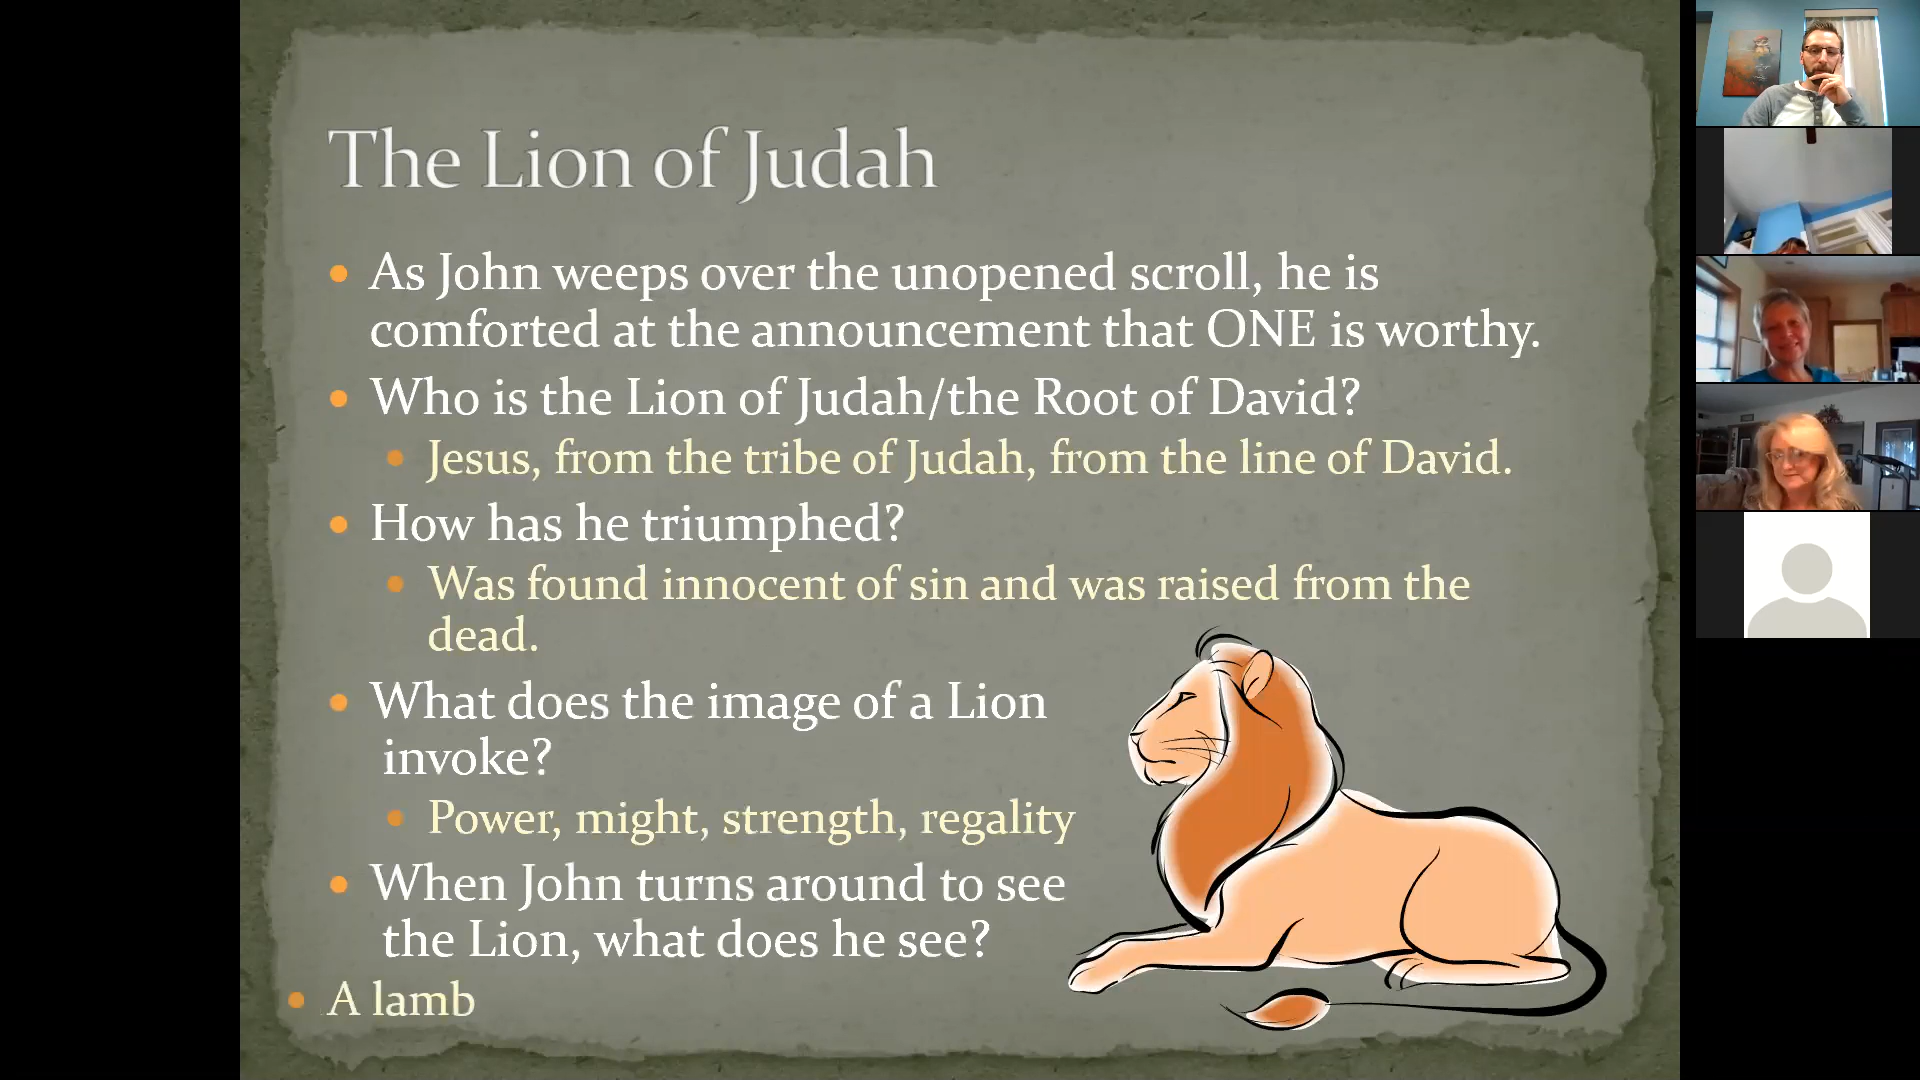 The Lion of Judah
As John weeps over the unopened scroll, he is
comforted at the announcement that ONE is worthy.
Who is the Lion of Judah/the Root of David?
Jesus, from the tribe of Judah, from the line of David.
How has he triumphed?
Was found innocent of sin and was raised from the
dead.
What does the image of a Lion
invoke?
Power, might, strength, regality
When John turns around to see
the Lion, what does he see?
A lamb